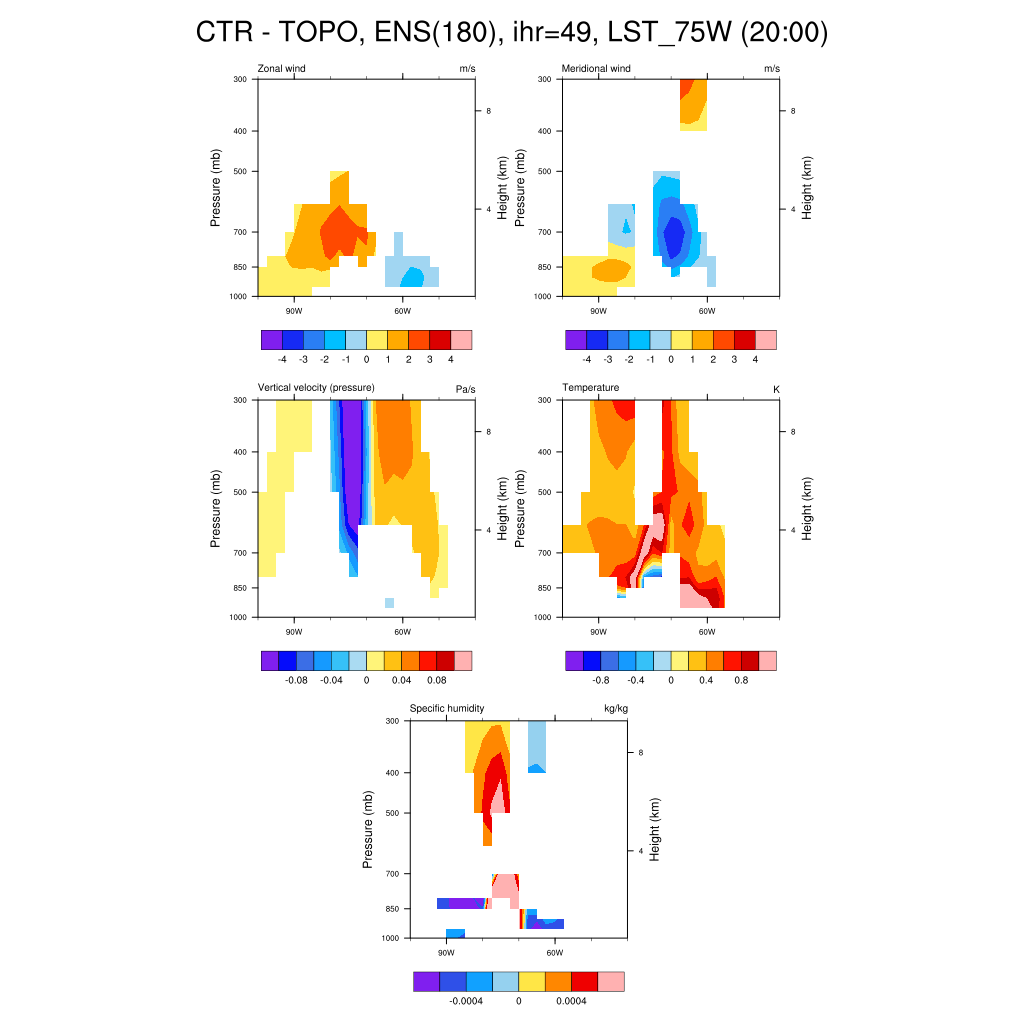 CTR - TOPO, ENS(180), ihr=49, LST_75W (20:00)
Zonal wind m/s
Pressure (mb)
300
400
500
700
850
1000
8
4
Height (km)
90W 60W
-4 -3 -2 -1 0 1 2 3 4
Meridional wind m/s
Pressure (mb)
300
400
500
700
850
1000
8
4
Height (km)
90W 60W
-4 -3 -2 -1 0 1 2 3 4
Vertical velocity (pressure) Pa/s
Pressure (mb)
300
400
500
700
850
1000
8
4
Height (km)
90W 60W
-0.08 -0.04 0 0.04 0.08
Temperature K
Pressure (mb)
300
400
500
700
850
1000
8
4
Height (km)
90W 60W
-0.8 -0.4 0 0.4 0.8
Specific humidity kg/kg
Pressure (mb)
300
400
500
700
850
1000
8
4
Height (km)
90W 60W
-0.0004 0 0.0004